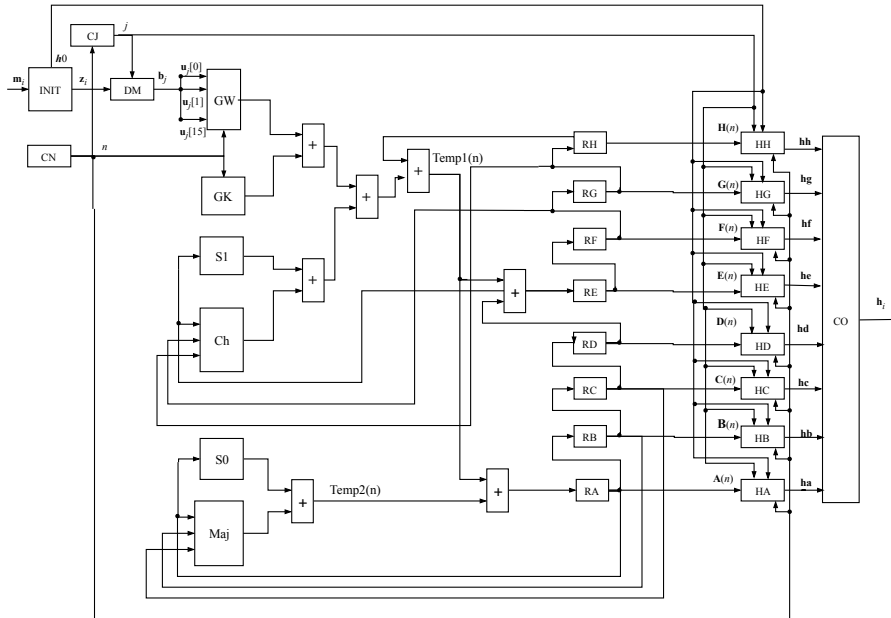 CJ
j
h0
m_i
INIT
z_i
DM
b_j
u_j[0]
u_j[1]
u_j[15]
GW
CN
n
GK
+
+
+
Temp1(n)
S1
+
Ch
+
S0
Maj
+
Temp2(n)
+
RH
RG
RF
RE
RD
RC
RB
RA
H(n)
HH
hh
G(n)
HG
hg
F(n)
HF
hf
E(n)
HE
he
D(n)
HD
hd
C(n)
HC
hc
B(n)
HB
hb
A(n)
HA
ha
CO
h_i